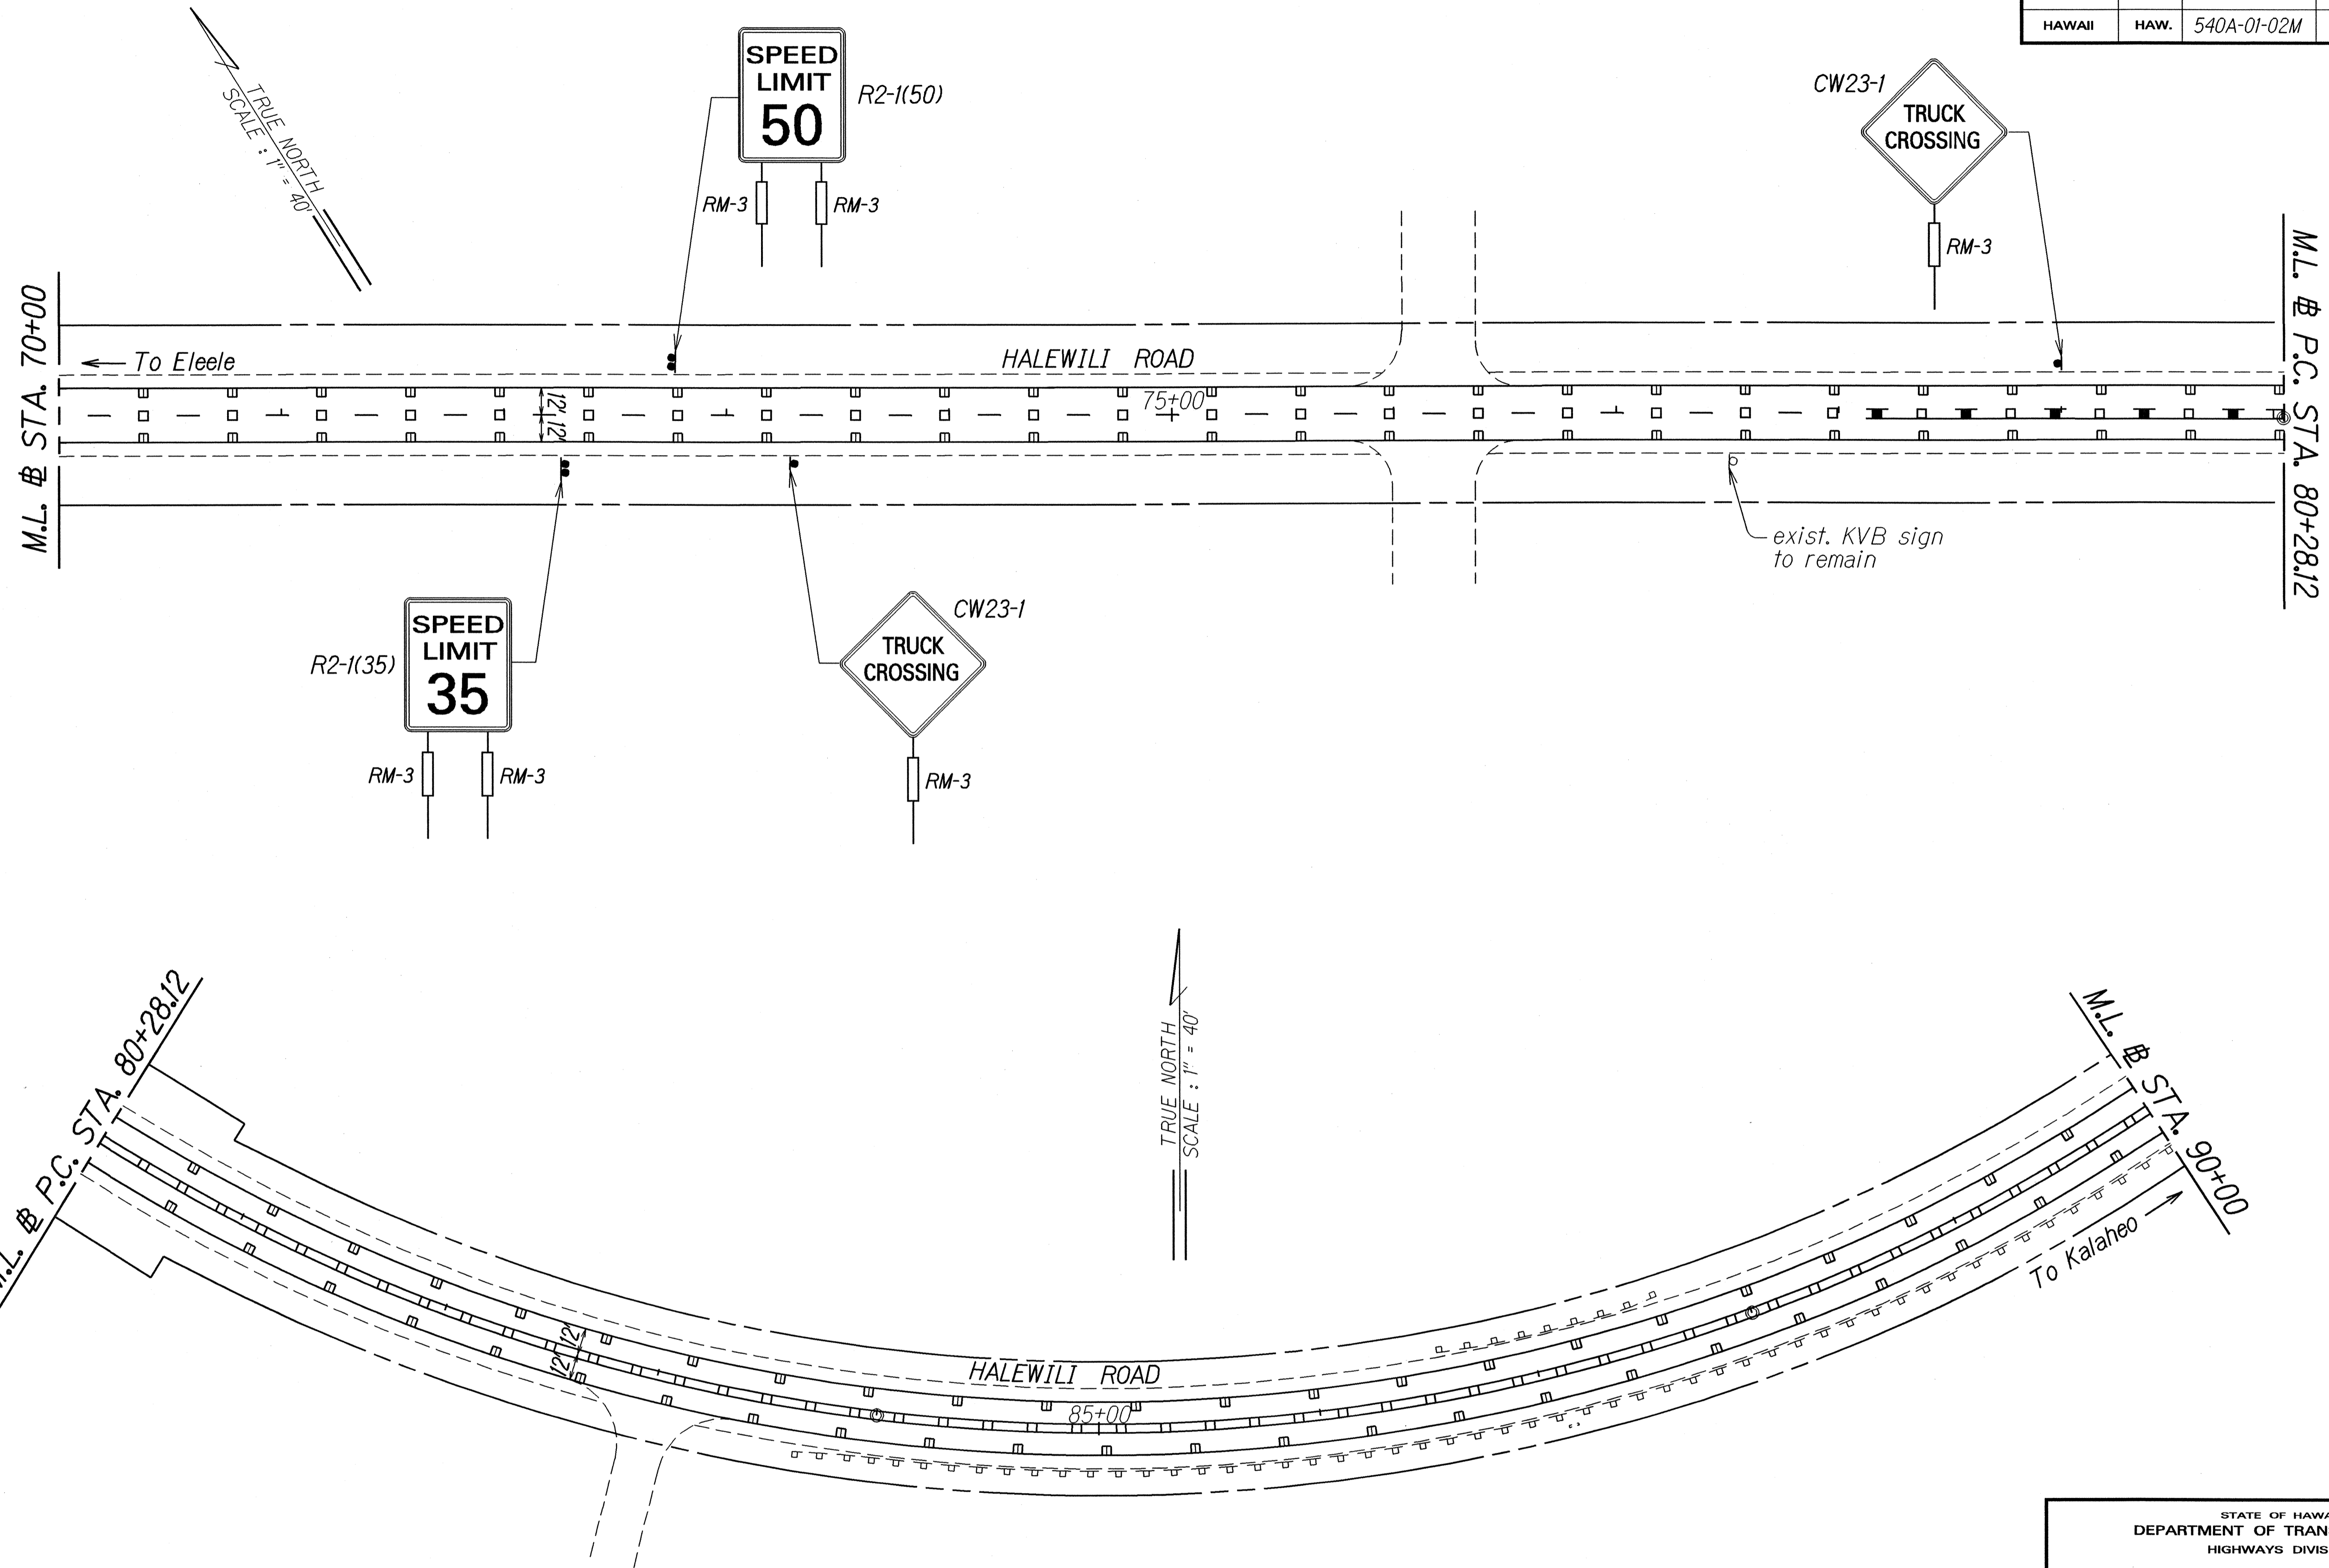 HAWAII HAW. 540A-01-02M
TRUE NORTH
SCALE : 1" = 40'
SPEED
LIMIT
50
R2-1(50)
RM-3
RM-3
CW23-1
TRUCK
CROSSING
RM-3
M.L. ⅊ STA. 70+00
To Eleele
HALEWILI ROAD
12'
12'
75+00
M.L. ⅊ P.C. STA. 80+28.12
exist. KVB sign
to remain
R2-1(35)
SPEED
LIMIT
35
RM-3
RM-3
CW23-1
TRUCK
CROSSING
RM-3
M.L. ⅊ P.C. STA. 80+28.12
TRUE NORTH
SCALE : 1" = 40'
M.L. ⅊ STA. 90+00
To Kalaheo
12'
12'
HALEWILI ROAD
85+00
STATE OF HAWA
DEPARTMENT OF TRAN
HIGHWAYS DIVIS